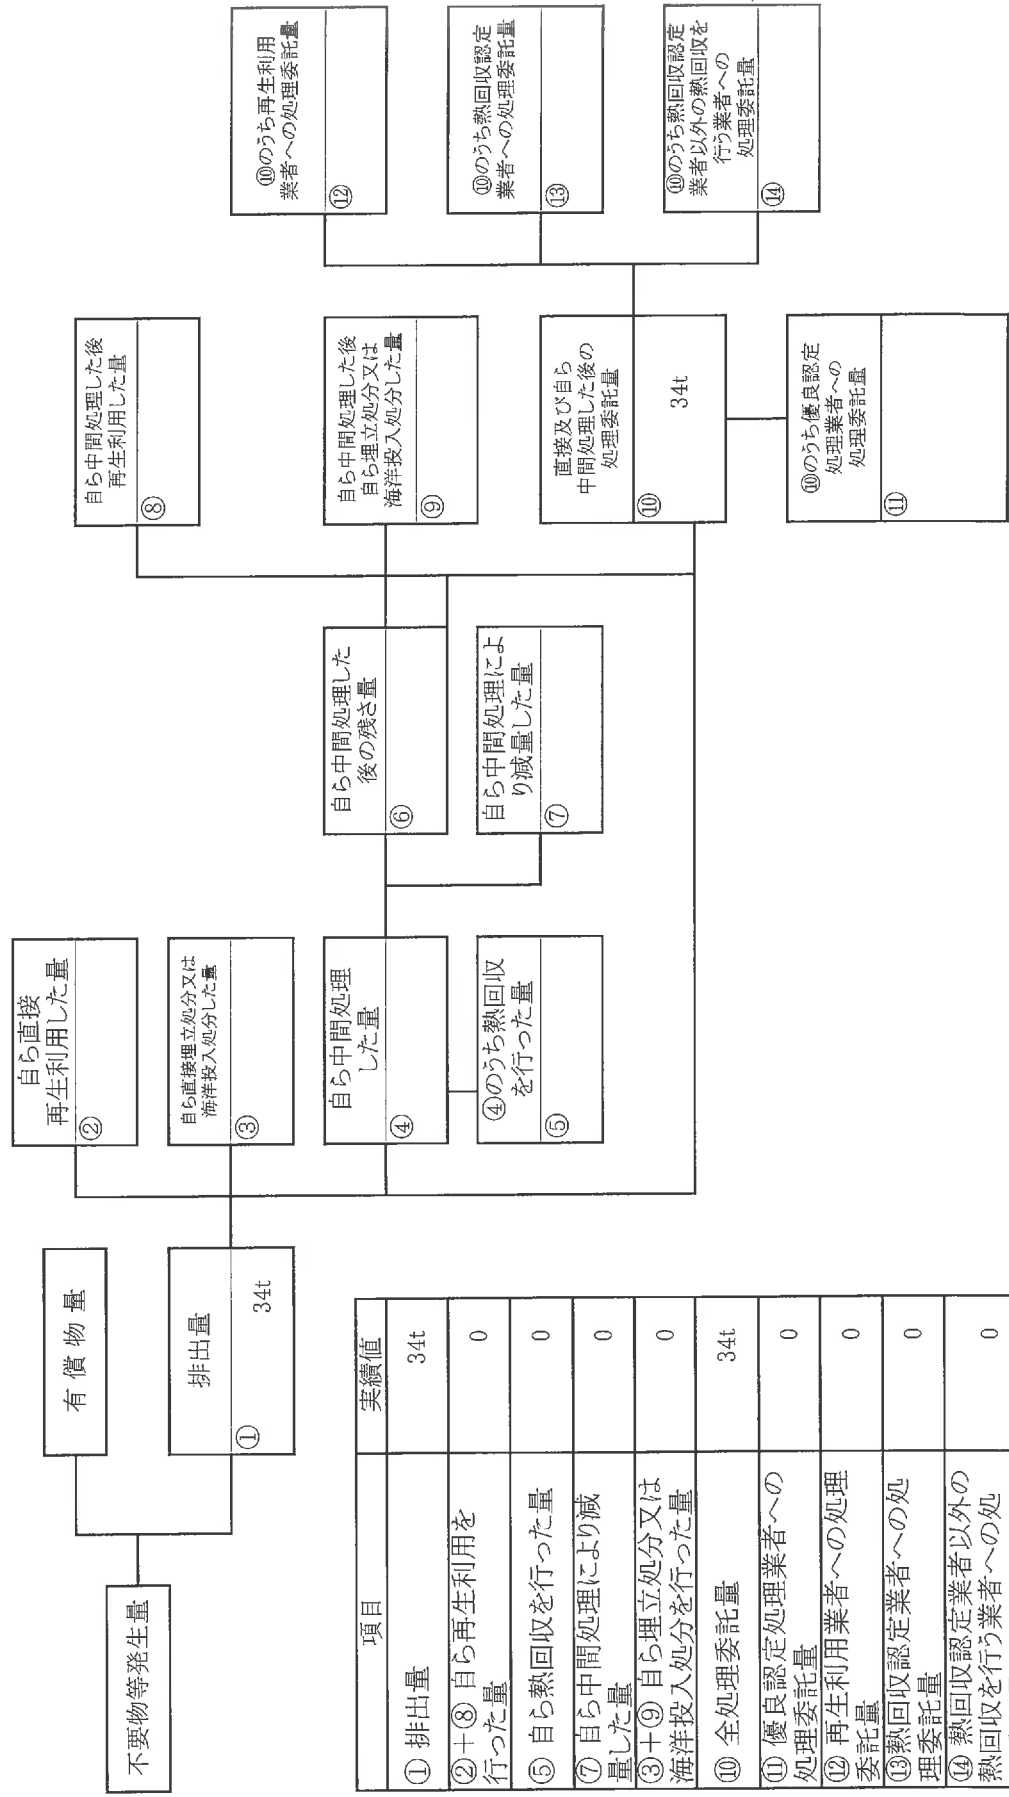 不要物等発生量
有償物量
排出量
①
34t
自ら直接
再生利用した量
②
自ら直接埋立処分又は
海洋投入処分した量
③
自ら中間処理
した量
④
④のうち熱回収
を行った量
⑤
自ら中間処理した
後の残さ量
⑥
自ら中間処理によ
り減量した量
⑦
自ら中間処理した後
再生利用した量
⑧
自ら中間処理した後
自ら埋立処分又は
海洋投入処分した量
⑨
直接及び自ら
中間処理した後の
処理委託量
⑩
34t
⑩のうち優良認定
処理業者への
処理委託量
⑪
⑩のうち再生利用
業者への処理委託量
⑫
⑩のうち熱回収認定
業者への処理委託量
⑬
⑩のうち熱回収認定
業者以外の熱回収を
行う業者への
処理委託量
⑭
項目 実績値
①排出量 34t
②+⑧ 自ら再生利用を
行った量 0
⑤ 自ら熱回収を行った量 0
⑦ 自ら中間処理により減
量した量 0
③+⑨ 自ら埋立処分又は
海洋投入処分を行った量 0
⑩ 全処理委託量 34t
⑪ 優良認定処理業者への
処理委託量 0
⑫ 再生利用業者への処理
委託量 0
⑬熱回収認定業者への処
理委託量 0
⑭ 熱回収認定業者以外の
熱回収を行う業者への処 0